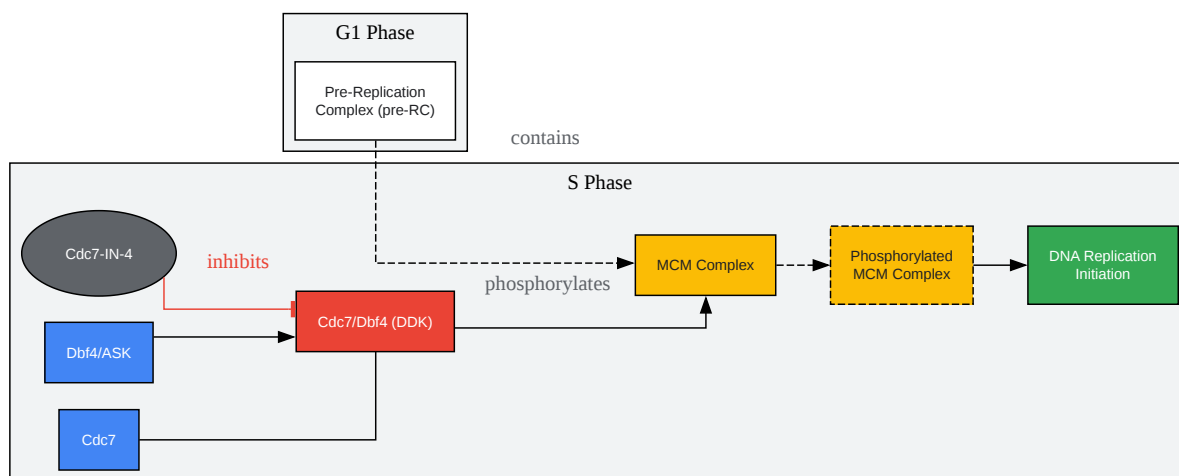 G1 Phase
Pre-Replication
Complex (pre-RC)
contains
S Phase
Cdc7-IN-4
inhibits
MCM Complex
Phosphorylated
MCM Complex
DNA Replication
Initiation
phosphorylates
Cdc7/Dbf4 (DDK)
Dbf4/ASK
Cdc7